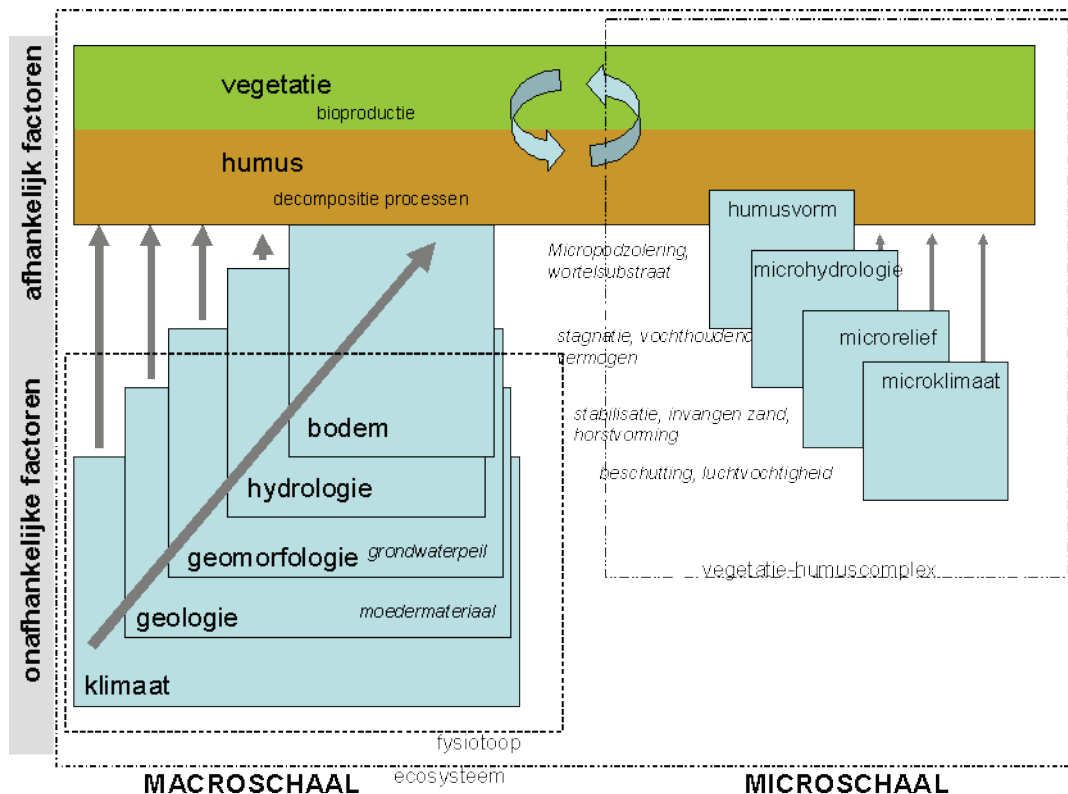 afhankelijk factoren
onafhankelijke factoren
vegetatie
bioproductie
humus
decompositie processen
humusvorm
Micropodzolering,
wortelsubstraat
microhydrologie
stagnatie, vochthoudend
vermogen
microrelief
microklimaat
stabilisatie, invangen zand,
horstvorming
beschutting, luchtvochtigheid
bodem
hydrologie
geomorfologie
grondwaterpeil
geologie
moedermateriaal
klimaat
vegetatie-humuscomplex
fysiotoop
ecosysteem
MACROSCHAAL
MICROSCHAAL